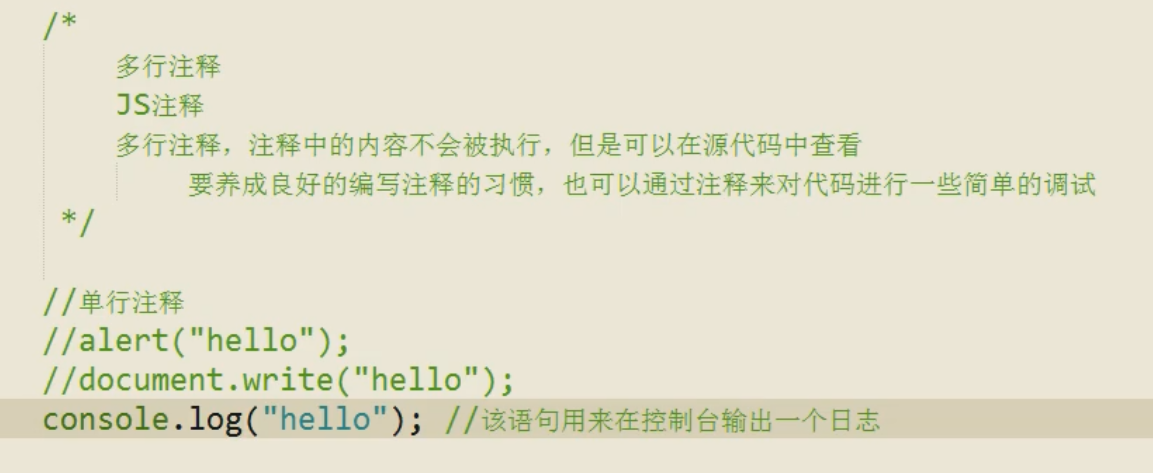 /*
多行注释
JS注释
多行注释，注释中的内容不会被执行，但是可以在源代码中查看
要养成良好的编写注释的习惯，也可以通过注释来对代码进行一些简单的调试
*/
//单行注释
//alert("hello");
//document.write("hello");
console.log("hello"); //该语句用来在控制台输出一个日志